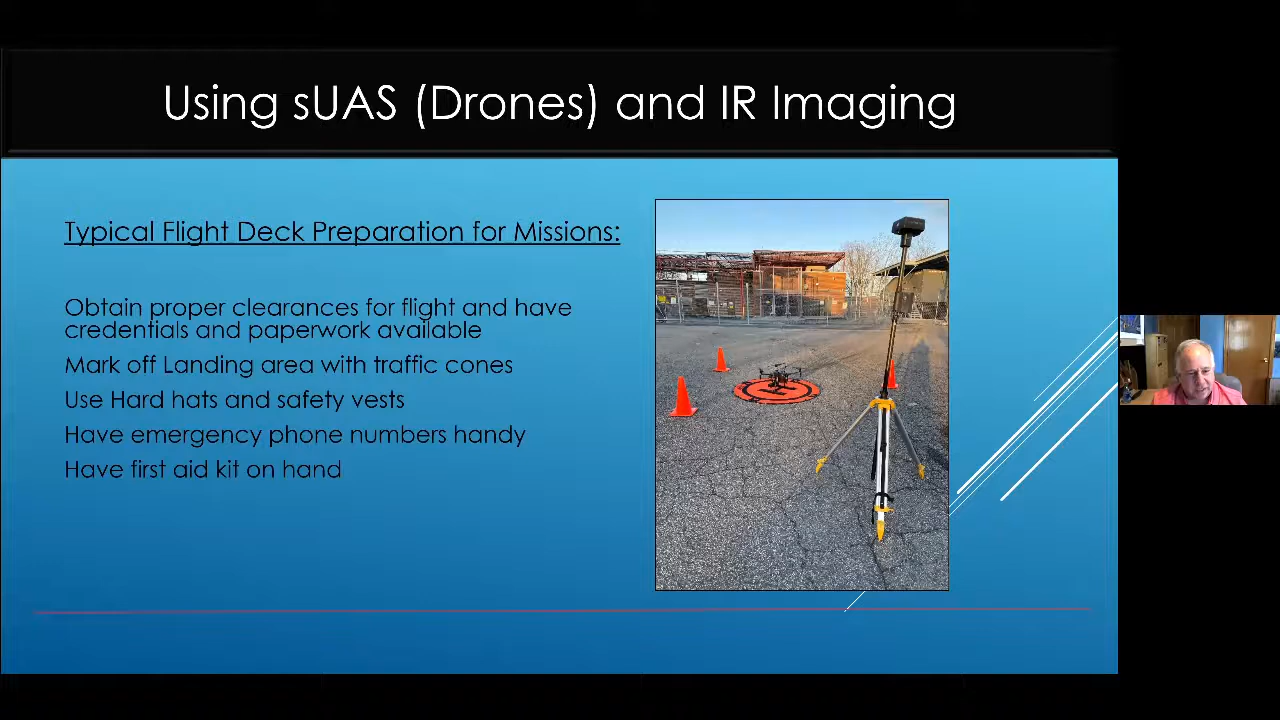 Using sUAS (Drones) and IR Imaging
Typical Flight Deck Preparation for Missions:
Obtain proper clearances for flight and have
credentials and paperwork available
Mark off Landing area with traffic cones
Use Hard hats and safety vests
Have emergency phone numbers handy
Have first aid kit on hand